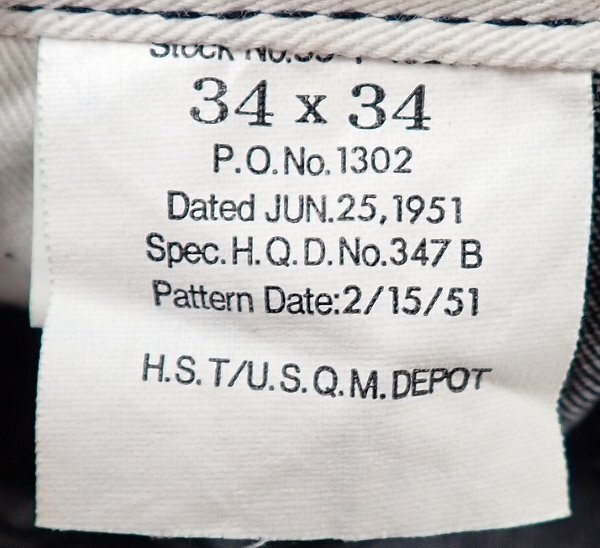 Stock No.
34 x 34
P.O.No.1302
Dated JUN.25,1951
Spec.H.Q.D.No.347 B
Pattern Date:2/15/51
H.S.T/U.S.Q.M.DEPOT